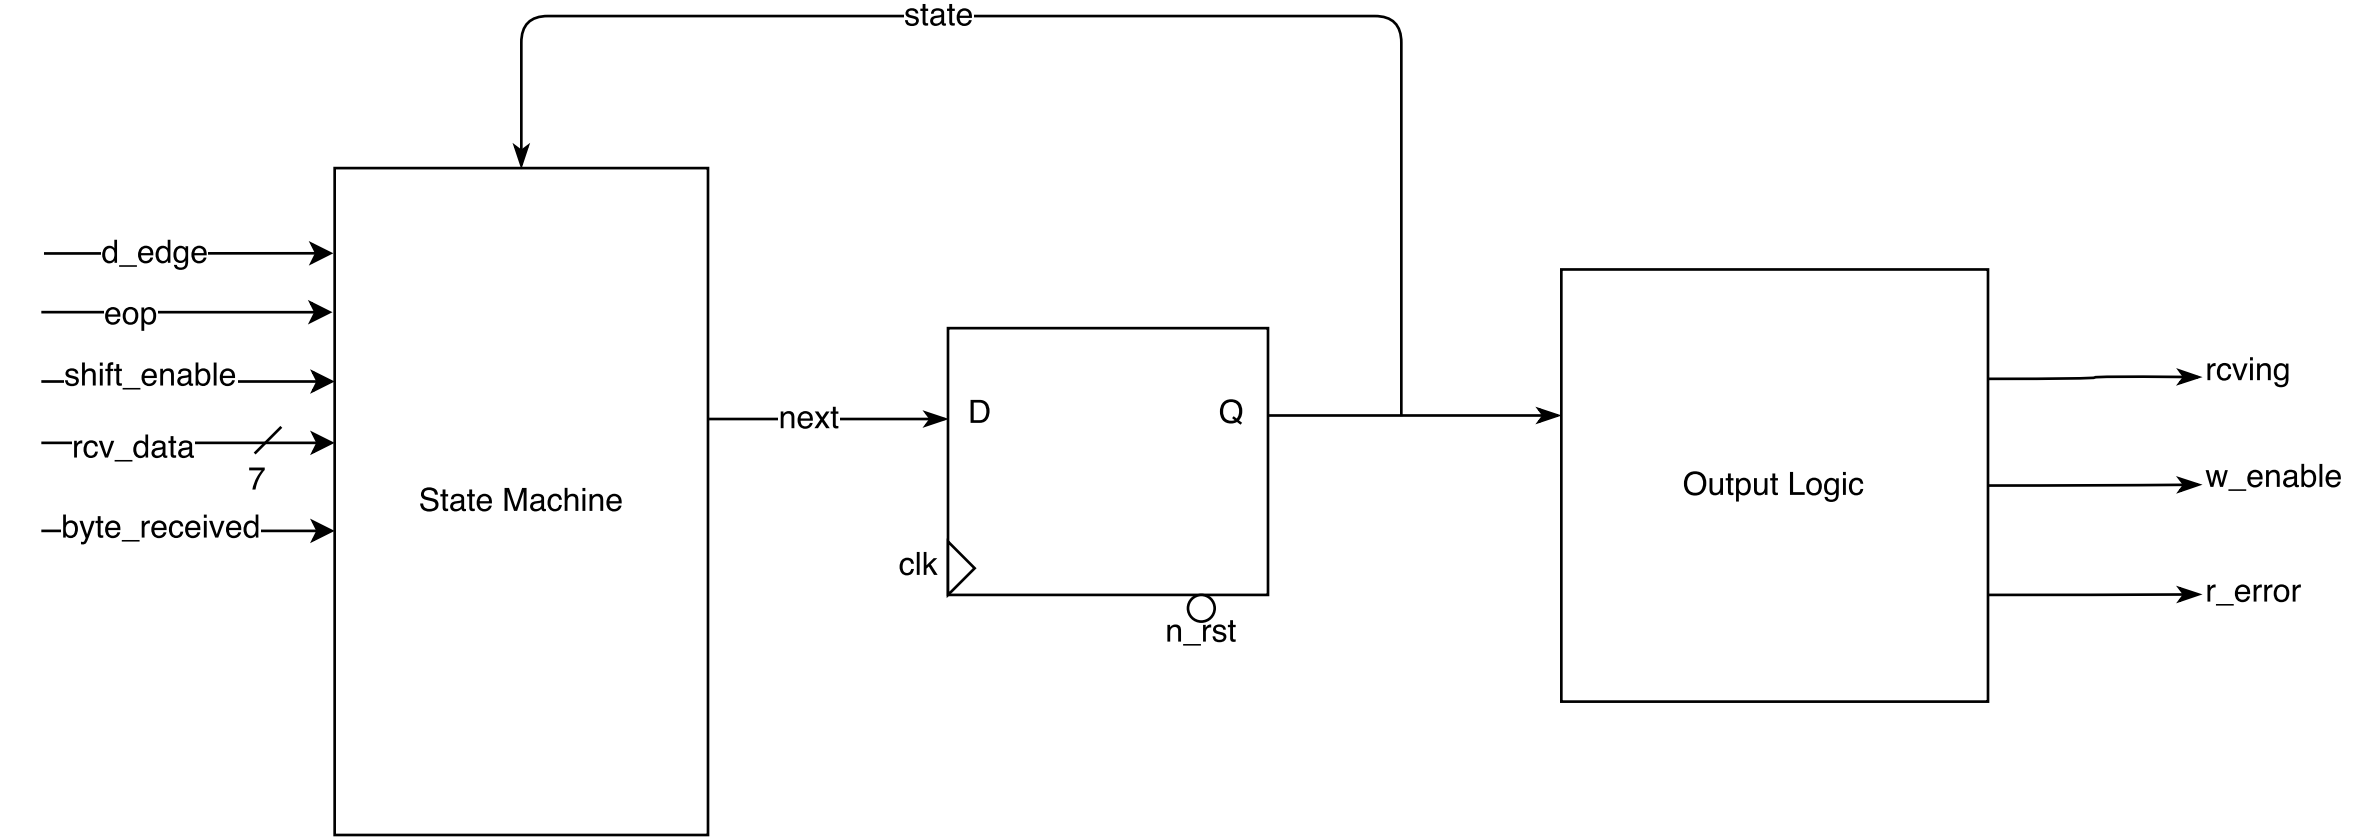 state
d_edge
eop
shift_enable
rcv_data
7
byte_received
State Machine
next
D
Q
clk
n_rst
Output Logic
rcving
w_enable
r_error